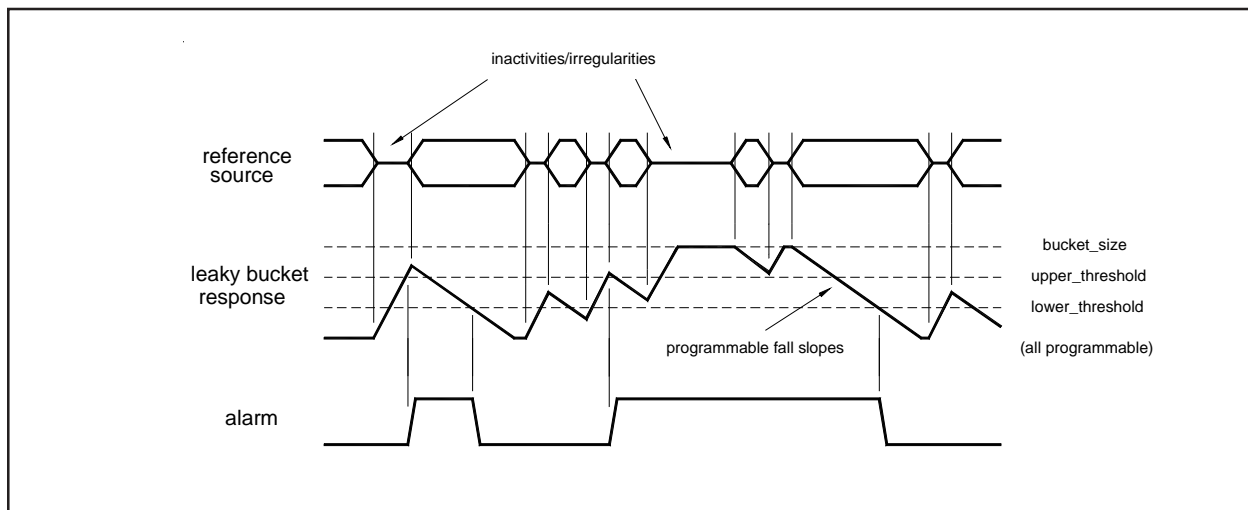 inactivities/irregularities
reference
source
bucket_size
leaky bucket
response
upper_threshold
lower_threshold
programmable fall slopes
(all programmable)
alarm